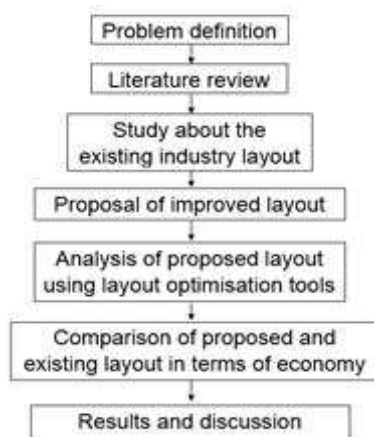 Problem definition
Literature review
Study about the
existing industry layout
Proposal of improved layout
Analysis of proposed layout
using layout optimisation tools
Comparison of proposed and
existing layout in terms of economy
Results and discussion